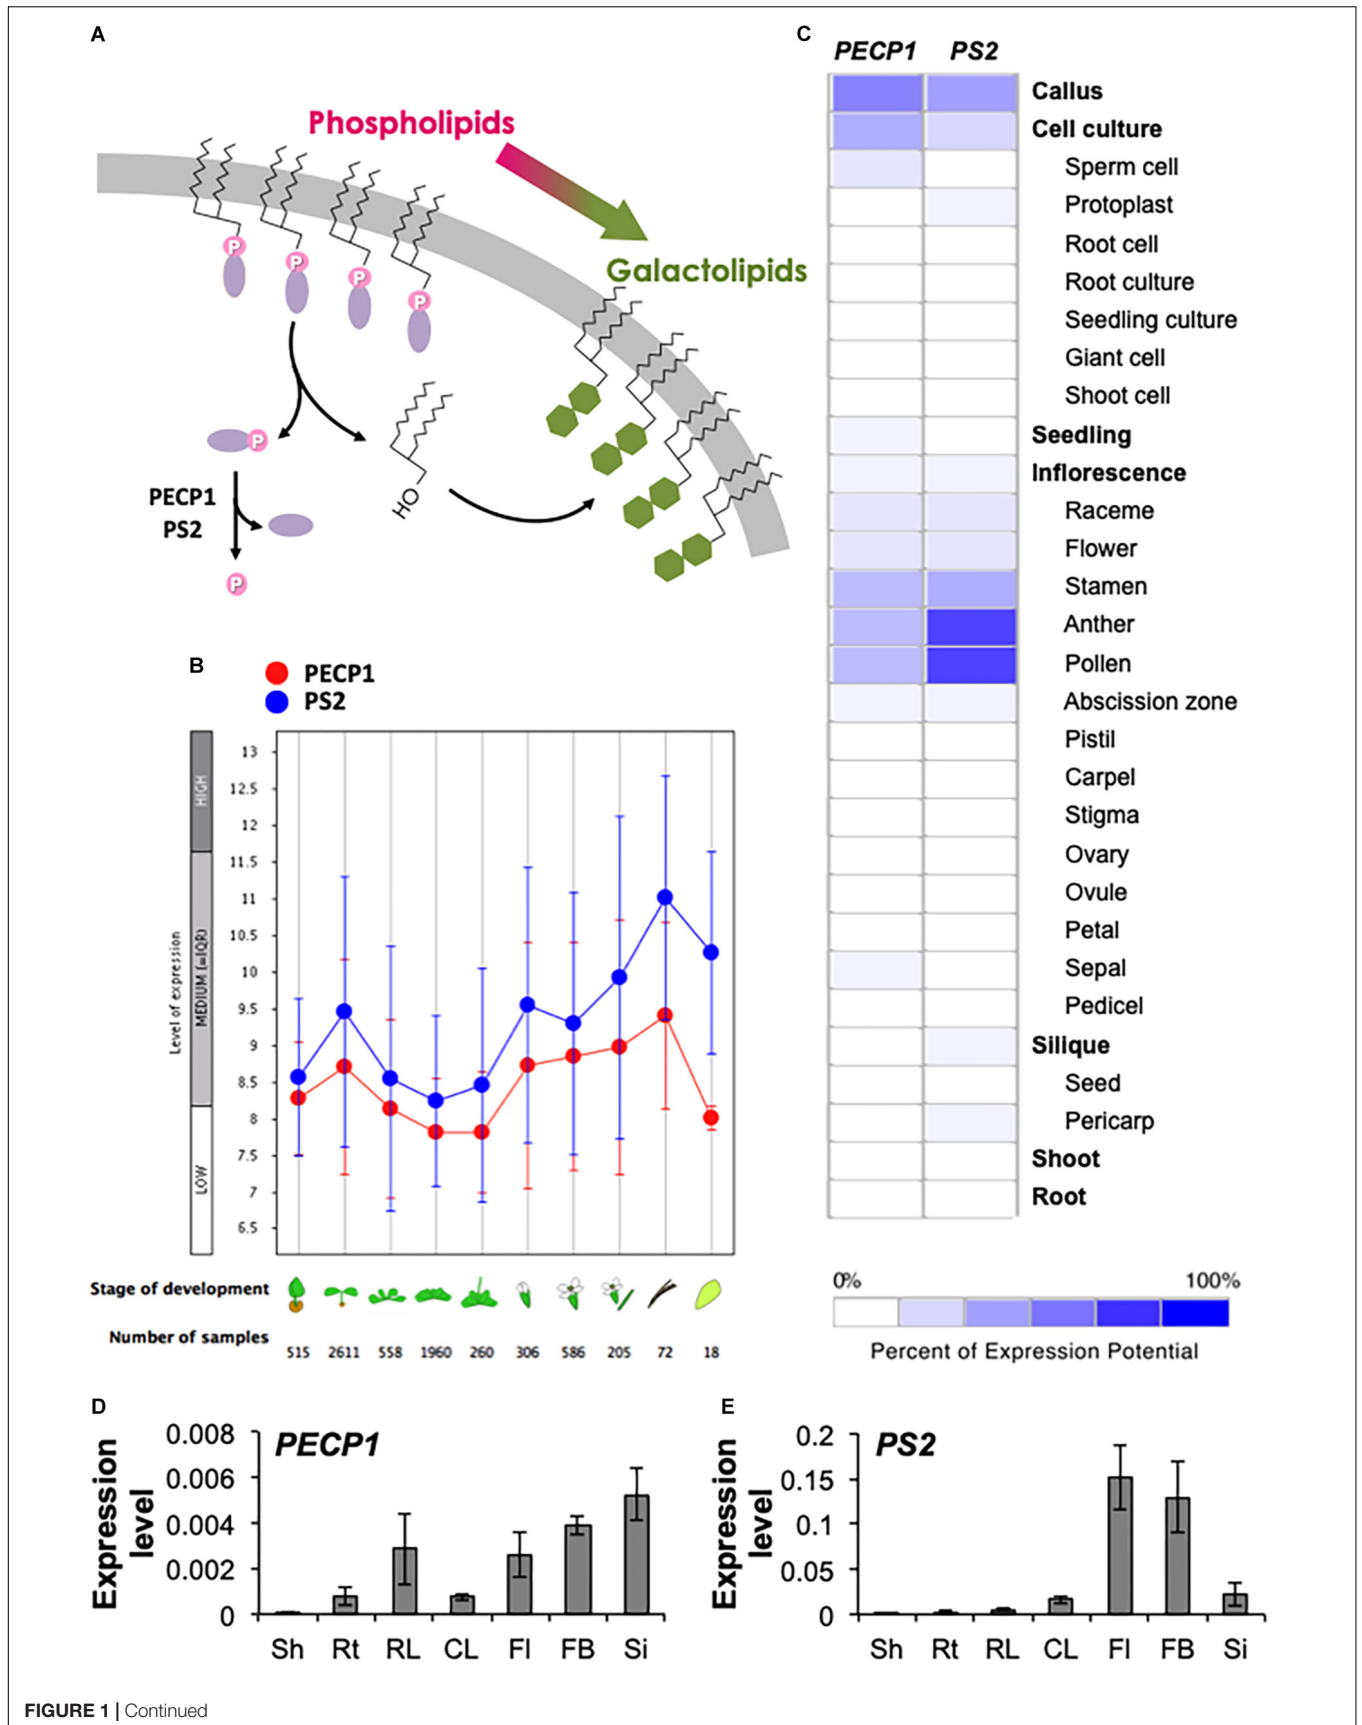 A
Phospholipids
Galactolipids
P
P
P
P
P
HO
PECP1
PS2
P
B
PECP1
PS2
Level of expression
HIGH
MEDIUM (=IQR)
LOW
13
12.5
12
11.5
11
10.5
10
9.5
9
8.5
8
7.5
7
6.5
Stage of development
Number of samples
515 2611 558 1960 260 306 586 205 72 18
C
PECP1 PS2
Callus
Cell culture
Sperm cell
Protoplast
Root cell
Root culture
Seedling culture
Giant cell
Shoot cell
Seedling
Inflorescence
Raceme
Flower
Stamen
Anther
Pollen
Abscission zone
Pistil
Carpel
Stigma
Ovary
Ovule
Petal
Sepal
Pedicel
Silique
Seed
Pericarp
Shoot
Root
0% 100%
Percent of Expression Potential
D
Expression
level
PECP1
0.008
0.006
0.004
0.002
0
Sh Rt RL CL Fl FB Si
E
Expression
level
PS2
0.2
0.15
0.1
0.05
0
Sh Rt RL CL Fl FB Si
FIGURE 1 | Continued